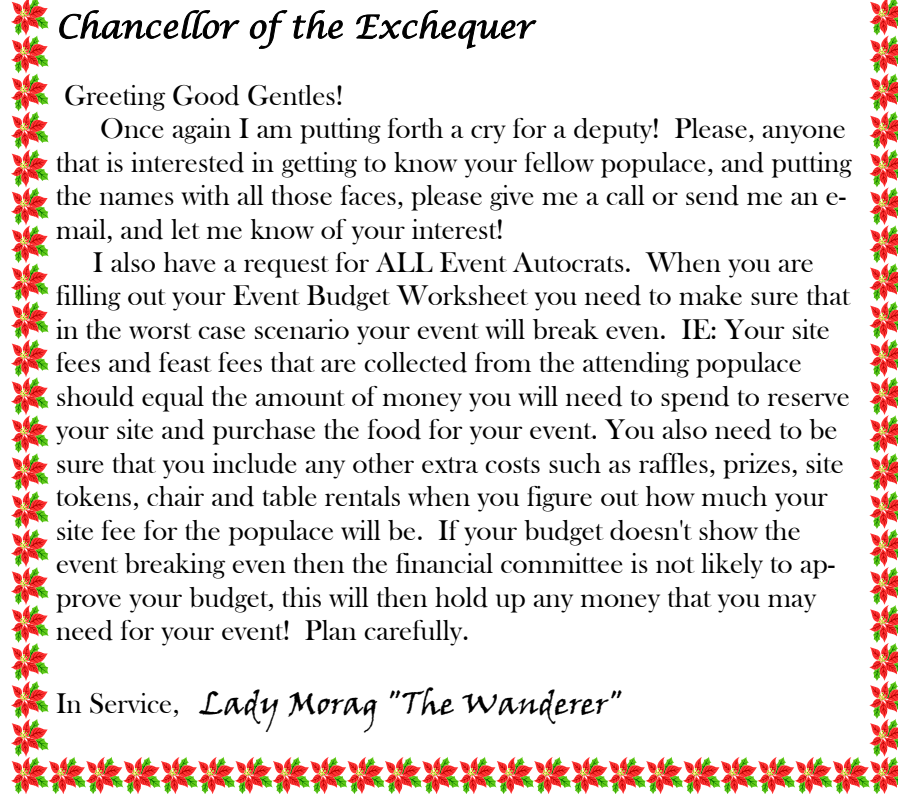 Chancellor of the Exchequer
Greeting Good Gentles!
Once again I am putting forth a cry for a deputy!  Please, anyone
that is interested in getting to know your fellow populace, and putting
the names with all those faces, please give me a call or send me an e-
mail, and let me know of your interest!
I also have a request for ALL Event Autocrats.  When you are
filling out your Event Budget Worksheet you need to make sure that
in the worst case scenario your event will break even.  IE: Your site
fees and feast fees that are collected from the attending populace
should equal the amount of money you will need to spend to reserve
your site and purchase the food for your event. You also need to be
sure that you include any other extra costs such as raffles, prizes, site
tokens, chair and table rentals when you figure out how much your
site fee for the populace will be.  If your budget doesn't show the
event breaking even then the financial committee is not likely to ap-
prove your budget, this will then hold up any money that you may
need for your event!  Plan carefully.
In Service,  Lady Morag "The Wanderer"